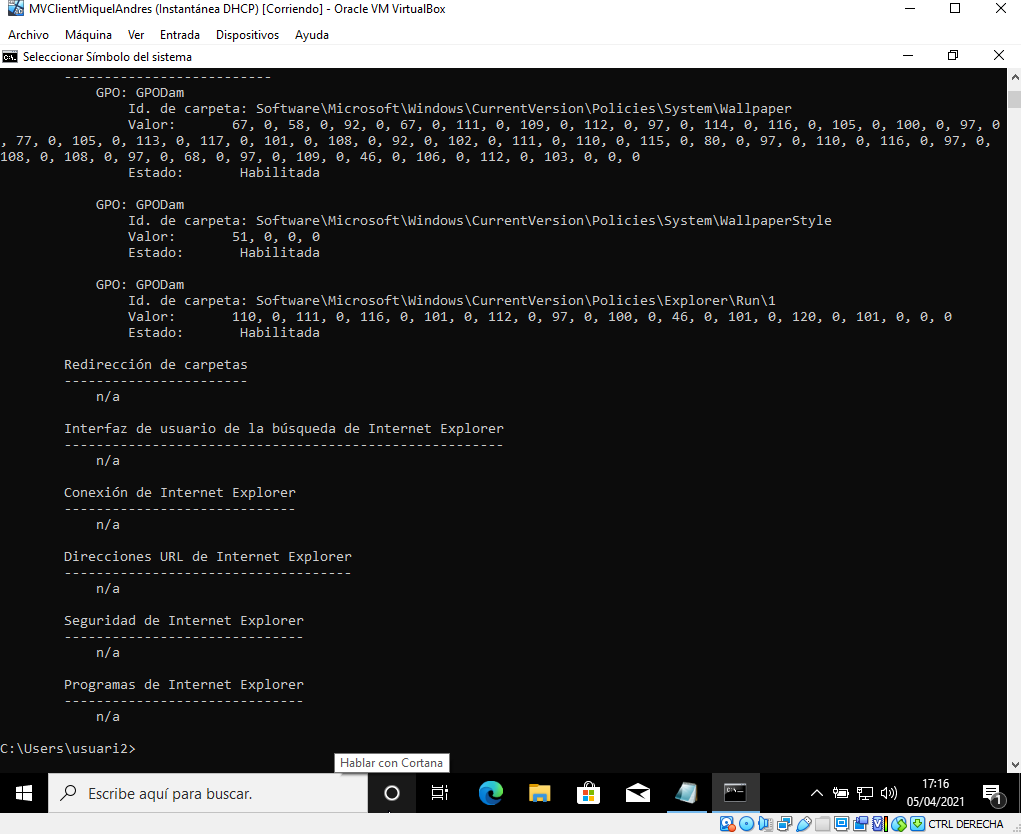 MVClientMiquelAndres (Instantánea DHCP) [Corriendo] - Oracle VM VirtualBox
Archivo Máquina Ver Entrada Dispositivos Ayuda
Seleccionar Símbolo del sistema
--------------------------
GPO: GPODam
Id. de carpeta: Software\Microsoft\Windows\CurrentVersion\Policies\System\Wallpaper
Valor: 67, 0, 58, 0, 92, 0, 67, 0, 111, 0, 109, 0, 112, 0, 97, 0, 114, 0, 116, 0, 105, 0, 100, 0, 97, 0
, 77, 0, 105, 0, 113, 0, 117, 0, 101, 0, 108, 0, 92, 0, 102, 0, 111, 0, 110, 0, 115, 0, 80, 0, 97, 0, 110, 0, 116, 0, 97, 0,
108, 0, 108, 0, 97, 0, 68, 0, 97, 0, 109, 0, 46, 0, 106, 0, 112, 0, 103, 0, 0, 0
Estado: Habilitada
GPO: GPODam
Id. de carpeta: Software\Microsoft\Windows\CurrentVersion\Policies\System\WallpaperStyle
Valor: 51, 0, 0, 0
Estado: Habilitada
GPO: GPODam
Id. de carpeta: Software\Microsoft\Windows\CurrentVersion\Policies\Explorer\Run\1
Valor: 110, 0, 111, 0, 116, 0, 101, 0, 112, 0, 97, 0, 100, 0, 46, 0, 101, 0, 120, 0, 101, 0, 0, 0
Estado: Habilitada
Redirección de carpetas
-----------------------
n/a
Interfaz de usuario de la búsqueda de Internet Explorer
-------------------------------------------------------
n/a
Conexión de Internet Explorer
-----------------------------
n/a
Direcciones URL de Internet Explorer
------------------------------------
n/a
Seguridad de Internet Explorer
------------------------------
n/a
Programas de Internet Explorer
------------------------------
n/a
C:\Users\usuari2>
Hablar con Cortana
Escribe aquí para buscar.
17:16
05/04/2021
1
CTRL DERECHA